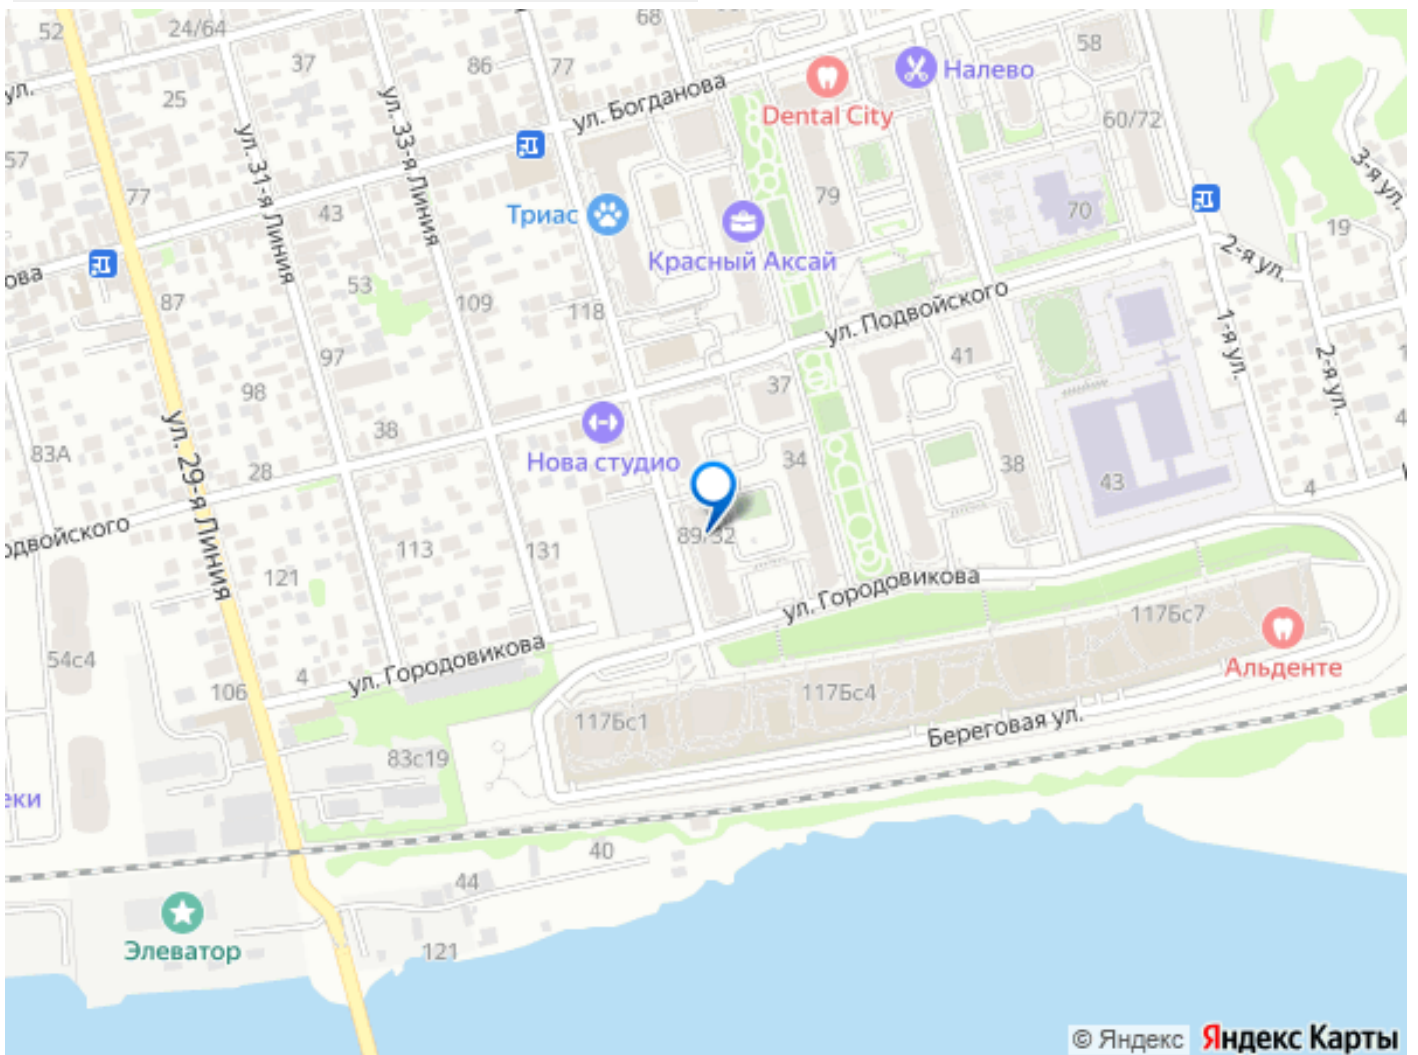 52
24/64
68
37
86
77
58
Налево
ул.
25
ул. 33-я Линия
ул. Богданова
Dental City
60/72
57
ул. 31-я Линия
3-я ул.
77
43
Триас
79
70
19
Красный Аксай
2-я ул.
ова
87
53
109
118
ул. Подвойского
1-я ул.
97
41
2-я ул.
98
37
38
83А
ул. 29-я Линия
28
Нова студио
34
38
43
4
одвойского
113
131
89/32
121
ул. Городовикова
117Бс7
54с4
ул. Городовикова
Альденте
106
4
117Бс4
117Бс1
Береговая ул.
83с19
еки
40
44
Элеватор
121
© Яндекс Яндекс Карты